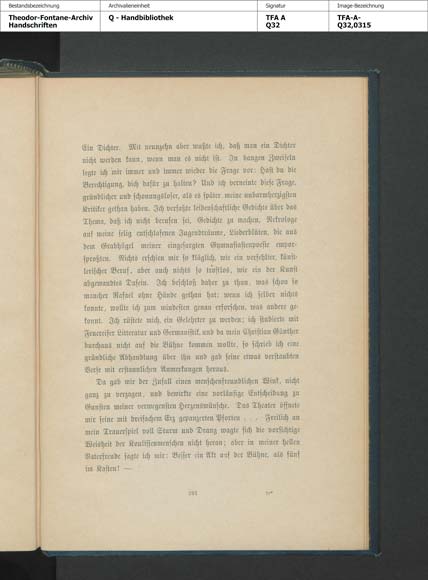 Bestandsbezeichnung
Theodor-Fontane-Archiv
Handschriften
Archivalieneinheit
Q - Handbibliothek
Signatur
TFA A
Q32
Image-Bezeichnung
TFA-A-
Q32,0315
Ein Dichter. Mit neunzehn aber wußte ich, daß man ein Dichter
nicht werden kann, wenn man es nicht ist. In bangen Zweifeln
legte ich mir immer und immer wieder die Frage vor: Hast du die
Berechtigung, dich dafür zu halten? Und ich verneinte diese Frage,
gründlicher und schonungsloser, als es später meine unbarmherzigsten
Kritiker gethan haben. Ich verfaßte leidenschaftliche Gedichte über das
Thema, daß ich nicht berufen sei, Gedichte zu machen, Nekrologe
auf meine selig entschlafenen Jugendträume, Liederblüten, die aus
dem Grabhügel meiner eingesargten Gymnasiastenpoesie empor-
sproßten. Nichts erschien mir so kläglich, wie ein verfehlter, künst-
lerischer Beruf, aber auch nichts so trostlos, wie ein der Kunst
abgewandtes Dasein. Ich beschloß daher zu thun, was schon so
mancher Rafael ohne Hände gethan hat: wenn ich selber nichts
konnte, wollte ich zum mindesten genau erforschen, was andere ge-
konnt. Ich rüstete mich, ein Gelehrter zu werden; ich studierte mit
Feuereifer Litteratur und Germanistik, und da mein Christian Günther
durchaus nicht auf die Bühne kommen wollte, so schrieb ich eine
gründliche Abhandlung über ihn und gab seine etwas verstaubten
Verse mit erstaunlichen Anmerkungen heraus.
Da gab mir der Zufall einen menschenfreundlichen Wink, nicht
ganz zu verzagen, und bewirkte eine vorläufige Entscheidung zu
Gunsten meiner verwegensten Herzenswünsche. Das Theater öffnete
mir seine mit dreifachem Erz gepanzerten Pforten . . . Freilich an
mein Trauerspiel voll Sturm und Drang wagte sich die vorsichtige
Weisheit der Koulissenmenschen nicht heran; aber in meiner hellen
Vaterfreude sagte ich mir: Besser ein Akt auf der Bühne, als fünf
im Kasten! —